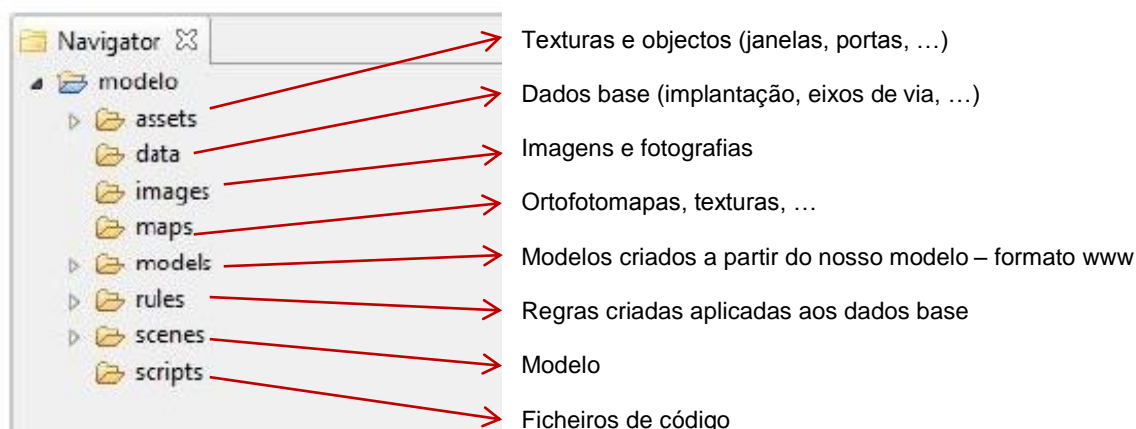 Navigator
modelo
assets
data
images
maps
models
rules
scenes
scripts
Texturas e objectos (janelas, portas, …)
Dados base (implantação, eixos de via, …)
Imagens e fotografias
Ortofotomapas, texturas, …
Modelos criados a partir do nosso modelo – formato www
Regras criadas aplicadas aos dados base
Modelo
Ficheiros de código